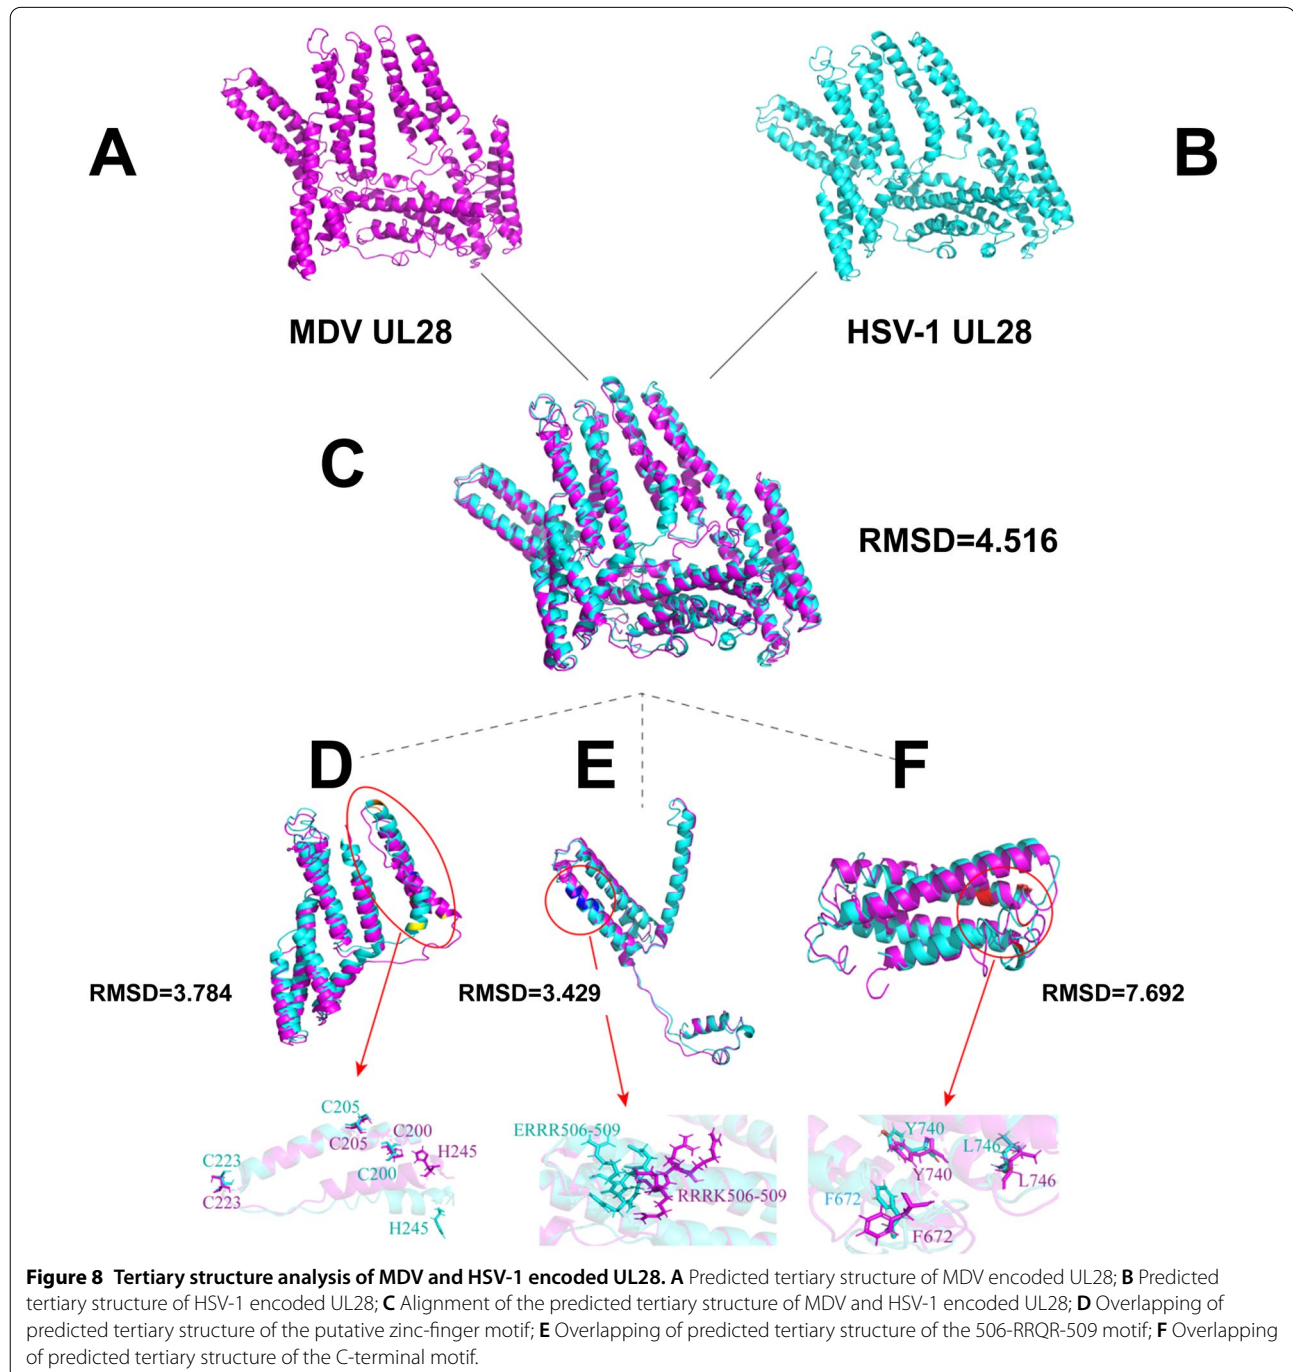 A
B
MDV UL28
HSV-1 UL28
C
RMSD=4.516
D
E
F
RMSD=3.784
RMSD=3.429
RMSD=7.692
C205
C205
C200
C200
H245
C223
C223
H245
ERRR506-509
RRRK506-509
Y740
Y740
L746
L746
F672
F672
Figure 8 Tertiary structure analysis of MDV and HSV-1 encoded UL28. A Predicted tertiary structure of MDV encoded UL28; B Predicted
tertiary structure of HSV-1 encoded UL28; C Alignment of the predicted tertiary structure of MDV and HSV-1 encoded UL28; D Overlapping of
predicted tertiary structure of the putative zinc-finger motif; E Overlapping of predicted tertiary structure of the 506-RRQR-509 motif; F Overlapping
of predicted tertiary structure of the C-terminal motif.